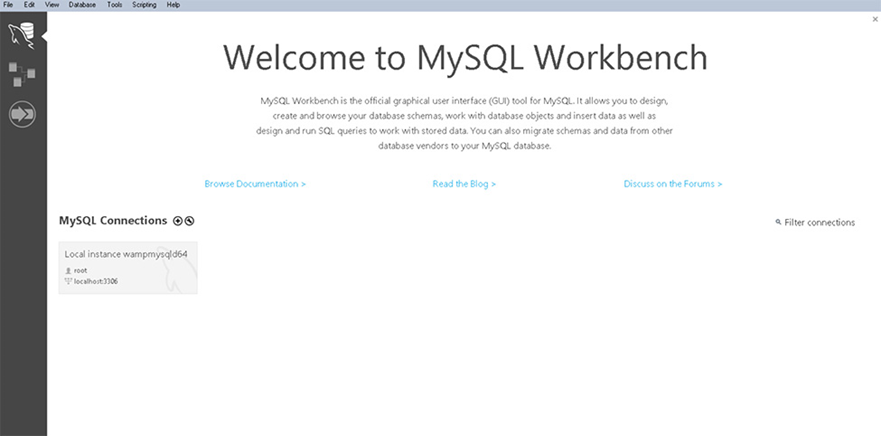 File Edit View Database Tools Scripting Help
Welcome to MySQL Workbench
MySQL Workbench is the official graphical user interface (GUI) tool for MySQL. It allows you to design,
create and browse your database schemas, work with database objects and insert data as well as
design and run SQL queries to work with stored data. You can also migrate schemas and data from other
database vendors to your MySQL database.
Browse Documentation > Read the Blog > Discuss on the Forums >
MySQL Connections Filter connections
Local instance wampmysqld64
root
localhost:3306